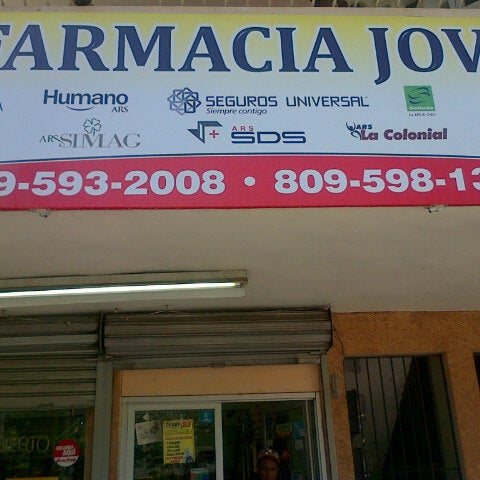 FARMACIA JOV
Humano
ARS
SEGUROS UNIVERSAL
Siempre contigo
ARS SIMAG
ARS
SDS
ARS
La Colonial
9-593-2008 • 809-598-13
AQUI